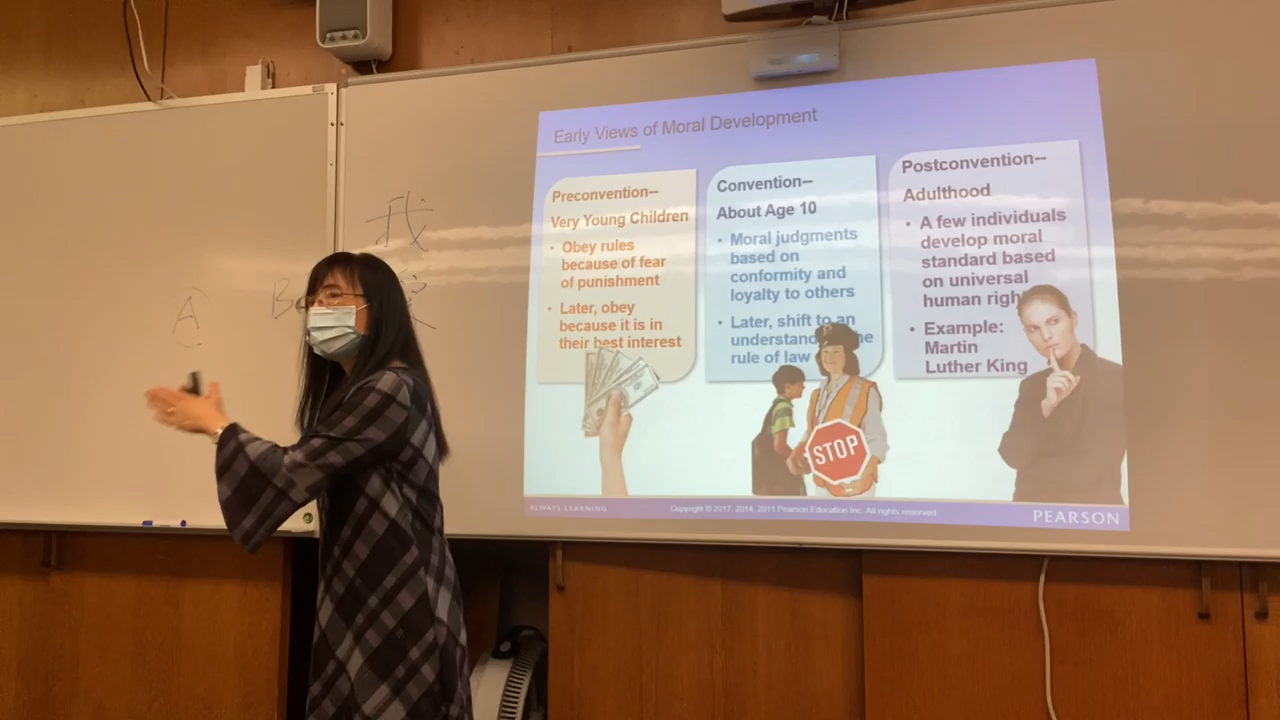 Early Views of Moral Development
Preconvention--
Very Young Children
• Obey rules
because of fear
of punishment
• Later, obey
because it is in
their best interest
Convention--
About Age 10
• Moral judgments
based on
conformity and
loyalty to others
• Later, shift to an
rule of law
Postconvention--
Adulthood
• A few individuals
develop moral
standard based
on universal
human
• Example:
Martin
Luther King
STOP
ALWAYS LEARNING
Copyright © 2017, 2014, 2011 Pearson Education Inc. All rights reserved
PEARSON
我
A
B